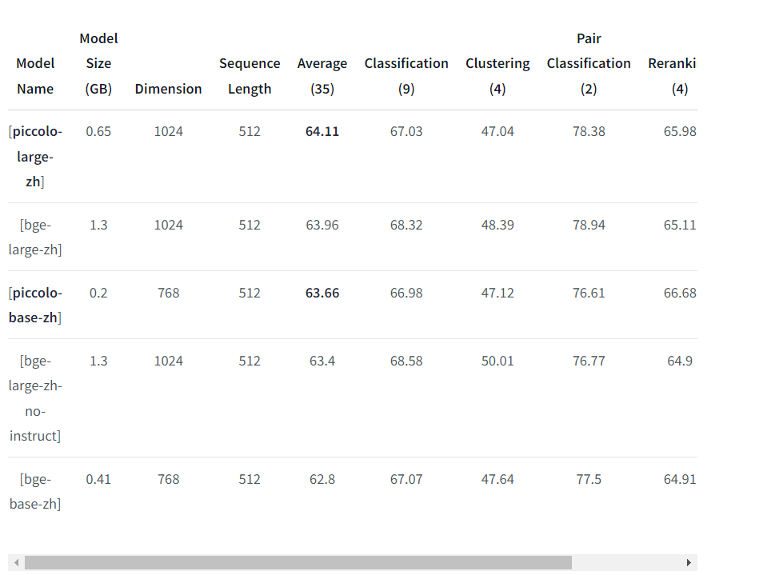 Model Name Model Size (GB) Dimension Sequence Length Average (35) Classification (9) Clustering (4) Pair Classification (2) Reranki (4)
[piccolo-large-zh] 0.65 1024 512 64.11 67.03 47.04 78.38 65.98
[bge-large-zh] 1.3 1024 512 63.96 68.32 48.39 78.94 65.11
[piccolo-base-zh] 0.2 768 512 63.66 66.98 47.12 76.61 66.68
[bge-large-zh-no-instruct] 1.3 1024 512 63.4 68.58 50.01 76.77 64.9
[bge-base-zh] 0.41 768 512 62.8 67.07 47.64 77.5 64.91